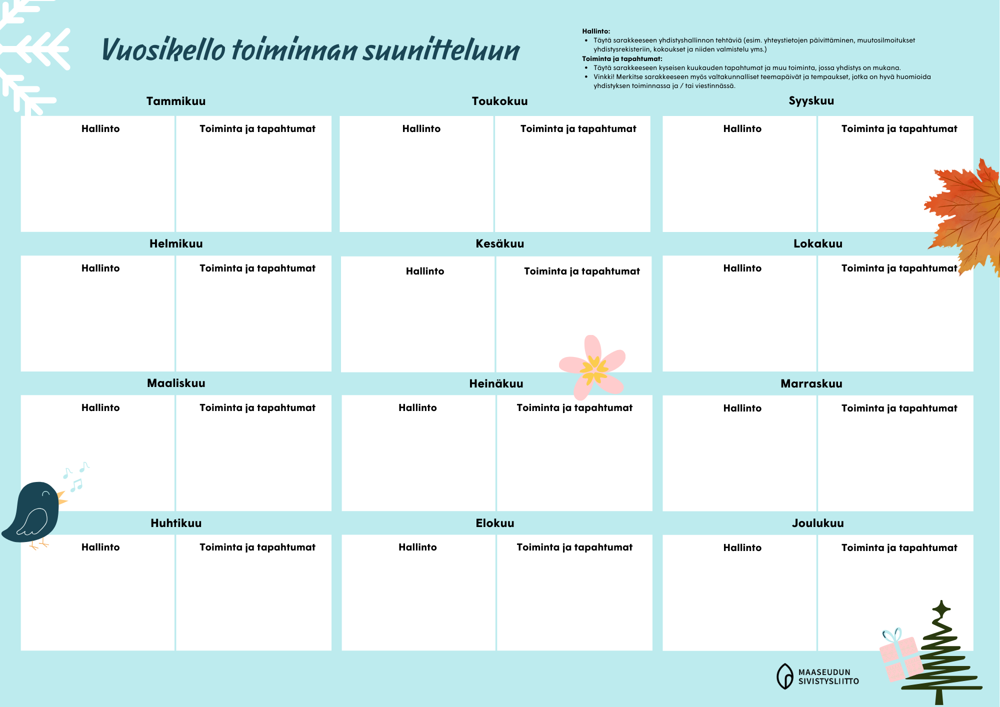 Vuosikello toiminnan suunitteluun
Hallinto:
• Täytä sarakkeeseen yhdistyshallinnon tehtäviä (esim. yhteystietojen päivittäminen, muutosilmoitukset
yhdistysrekisteriin, kokoukset ja niiden valmistelu yms.)
Toiminta ja tapahtumat:
• Täytä sarakkeeseen kyseisen kuukauden tapahtumat ja muu toiminta, jossa yhdistys on mukana.
• Vinkki! Merkitse sarakkeeseen myös valtakunnalliset teemapäivät ja tempaukset, jotka on hyvä huomioida
yhdistyksen toiminnassa ja / tai viestinnässä.
Tammikuu
Hallinto
Toiminta ja tapahtumat
Toukokuu
Hallinto
Toiminta ja tapahtumat
Syyskuu
Hallinto
Toiminta ja tapahtumat
Helmikuu
Hallinto
Toiminta ja tapahtumat
Kesäkuu
Hallinto
Toiminta ja tapahtumat
Lokakuu
Hallinto
Toiminta ja tapahtumat
Maaliskuu
Hallinto
Toiminta ja tapahtumat
Heinäkuu
Hallinto
Toiminta ja tapahtumat
Marraskuu
Hallinto
Toiminta ja tapahtumat
Huhtikuu
Hallinto
Toiminta ja tapahtumat
Elokuu
Hallinto
Toiminta ja tapahtumat
Joulukuu
Hallinto
Toiminta ja tapahtumat
MAASEUDUN
SIVISTYSLIITTO